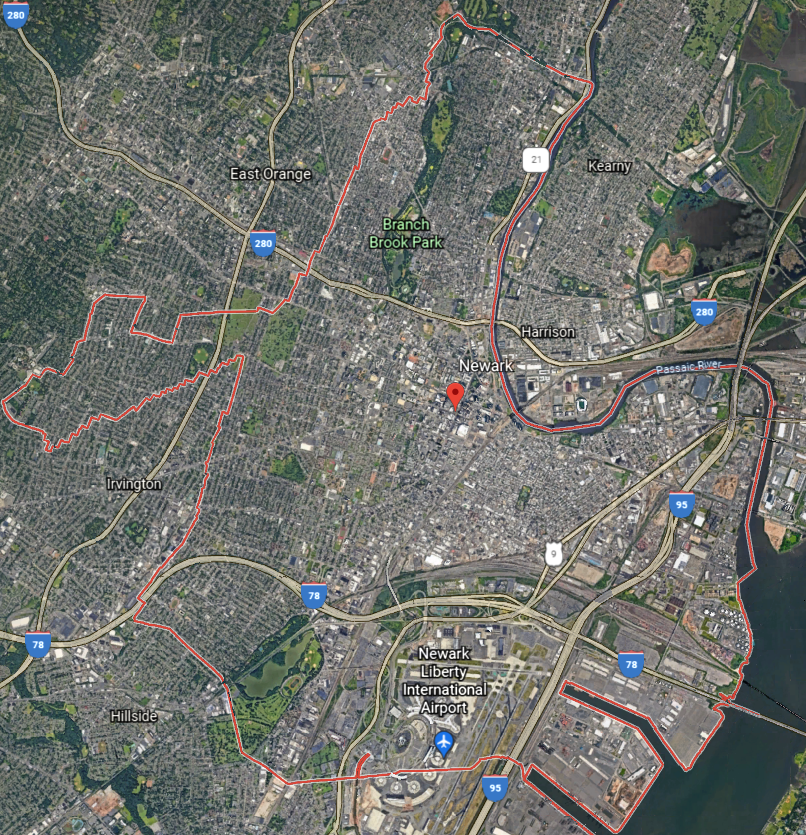 280
21
East Orange
Kearny
Branch
Brook Park
280
280
Harrison
Newark
Passaic River
Irvington
95
9
78
78
78
Newark
Liberty
International
Airport
Hillside
95